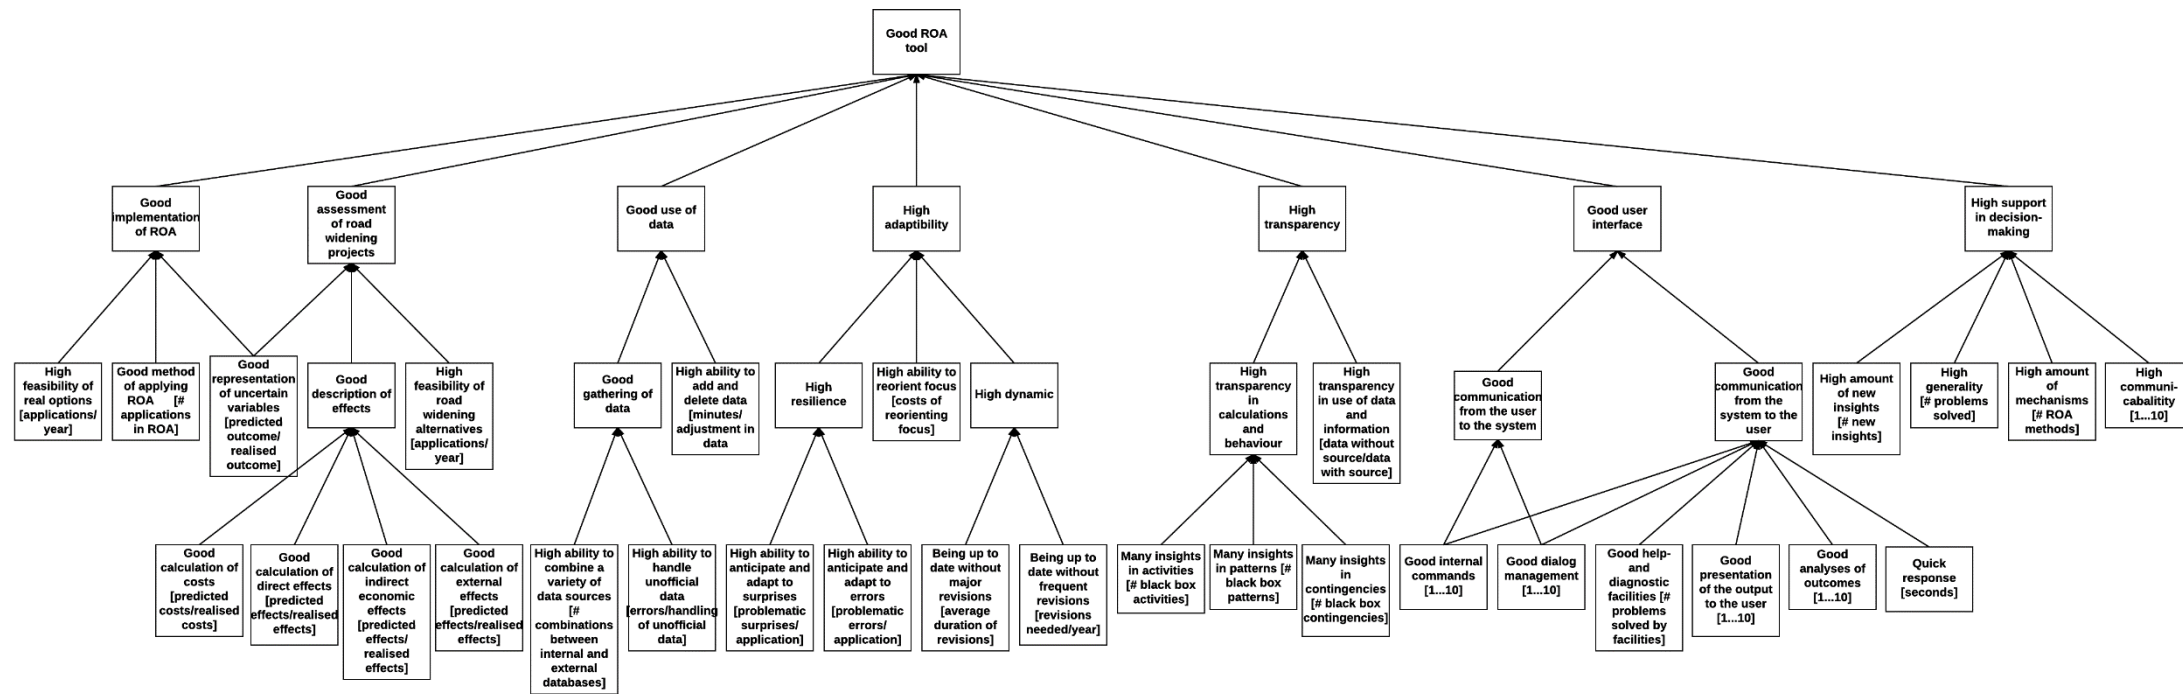 Good ROA
tool
Good
implementation
of ROA
Good
assessment
of road
widening
projects
Good use of
data
High
adaptibility
High
transparency
Good user
interface
High support
in decision-
making
High
feasibility of
real options
[applications/
year]
Good method
of applying
ROA [#
applications
in ROA]
Good
representation
of uncertain
variables
[predicted
outcome/
realised
outcome]
Good
description of
effects
High
feasibility of
road
widening
alternatives
[applications/
year]
Good
gathering of
data
High ability to
add and
delete data
[minutes/
adjustment in
data]
High
resilience
High ability to
reorient focus
[costs of
reorienting
focus]
High dynamic
High
transparency
in
calculations
and
behaviour
High
transparency
in use of data
and
information
[data without
source/data
with source]
Good
communication
from the user
to the system
Good
communication
from the
system to the
user
High amount
of new
insights
[# new
insights]
High
generality
[# problems
solved]
High amount
of
mechanisms
[# ROA
methods]
High
communi-
cabalitity
[1...10]
Good
calculation of
costs
[predicted
costs/realised
costs]
Good
calculation of
direct effects
[predicted
effects/realised
effects]
Good
calculation of
indirect
economic
effects
[predicted
effects/
realised
effects]
Good
calculation of
external
effects
[predicted
effects/realised
effects]
High ability to
combine a
variety of
data sources
[#
combinations
between
internal and
external
databases]
High ability to
handle
unofficial
data
[errors/handling
of unofficial
data]
High ability to
anticipate and
adapt to
surprises
[problematic
surprises/
application]
High ability to
anticipate and
adapt to
errors
[problematic
errors/
application]
Being up to
date without
major
revisions
[average
duration of
revisions]
Being up to
date without
frequent
revisions
[revisions
needed/year]
Many insights
in activities
[# black box
activities]
Many insights
in patterns [#
black box
patterns]
Many insights
in
contingencies
[# black box
contingencies]
Good internal
commands
[1...10]
Good dialog
management
[1...10]
Good help-
and
diagnostic
facilities [#
problems
solved by
facilities]
Good
presentation
of the output
to the user
[1...10]
Good
analyses of
outcomes
[1...10]
Quick
response
[seconds]